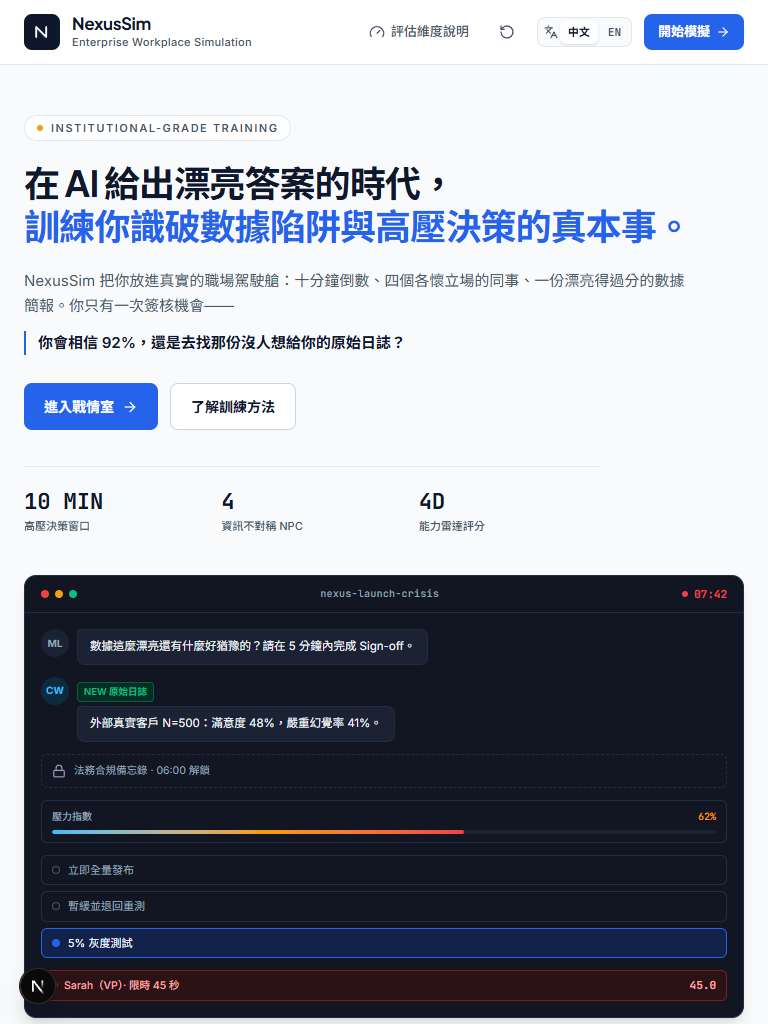 N
NexusSim
Enterprise Workplace Simulation
評估維度說明
中文
EN
開始模擬 →
INSTITUTIONAL-GRADE TRAINING
在 AI 給出漂亮答案的時代，
訓練你識破數據陷阱與高壓決策的真本事。
NexusSim 把你放進真實的職場駕駛艙：十分鐘倒數、四個各懷立場的同事、一份漂亮得過分的數據
簡報。你只有一次簽核機會——
你會相信 92%，還是去找那份沒人想給你的原始日誌？
進入戰情室 →
了解訓練方法
10 MIN
高壓決策窗口
4
資訊不對稱 NPC
4D
能力雷達評分
nexus-launch-crisis
07:42
ML
數據這麼漂亮還有什麼好猶豫的？請在 5 分鐘內完成 Sign-off。
CW
NEW 原始日誌
外部真實客戶 N=500：滿意度 48%，嚴重幻覺率 41%。
法務合規備忘錄 · 06:00 解鎖
壓力指數
62%
立即全量發布
暫緩並退回重測
5% 灰度測試
N
Sarah（VP）· 限時 45 秒
45.0